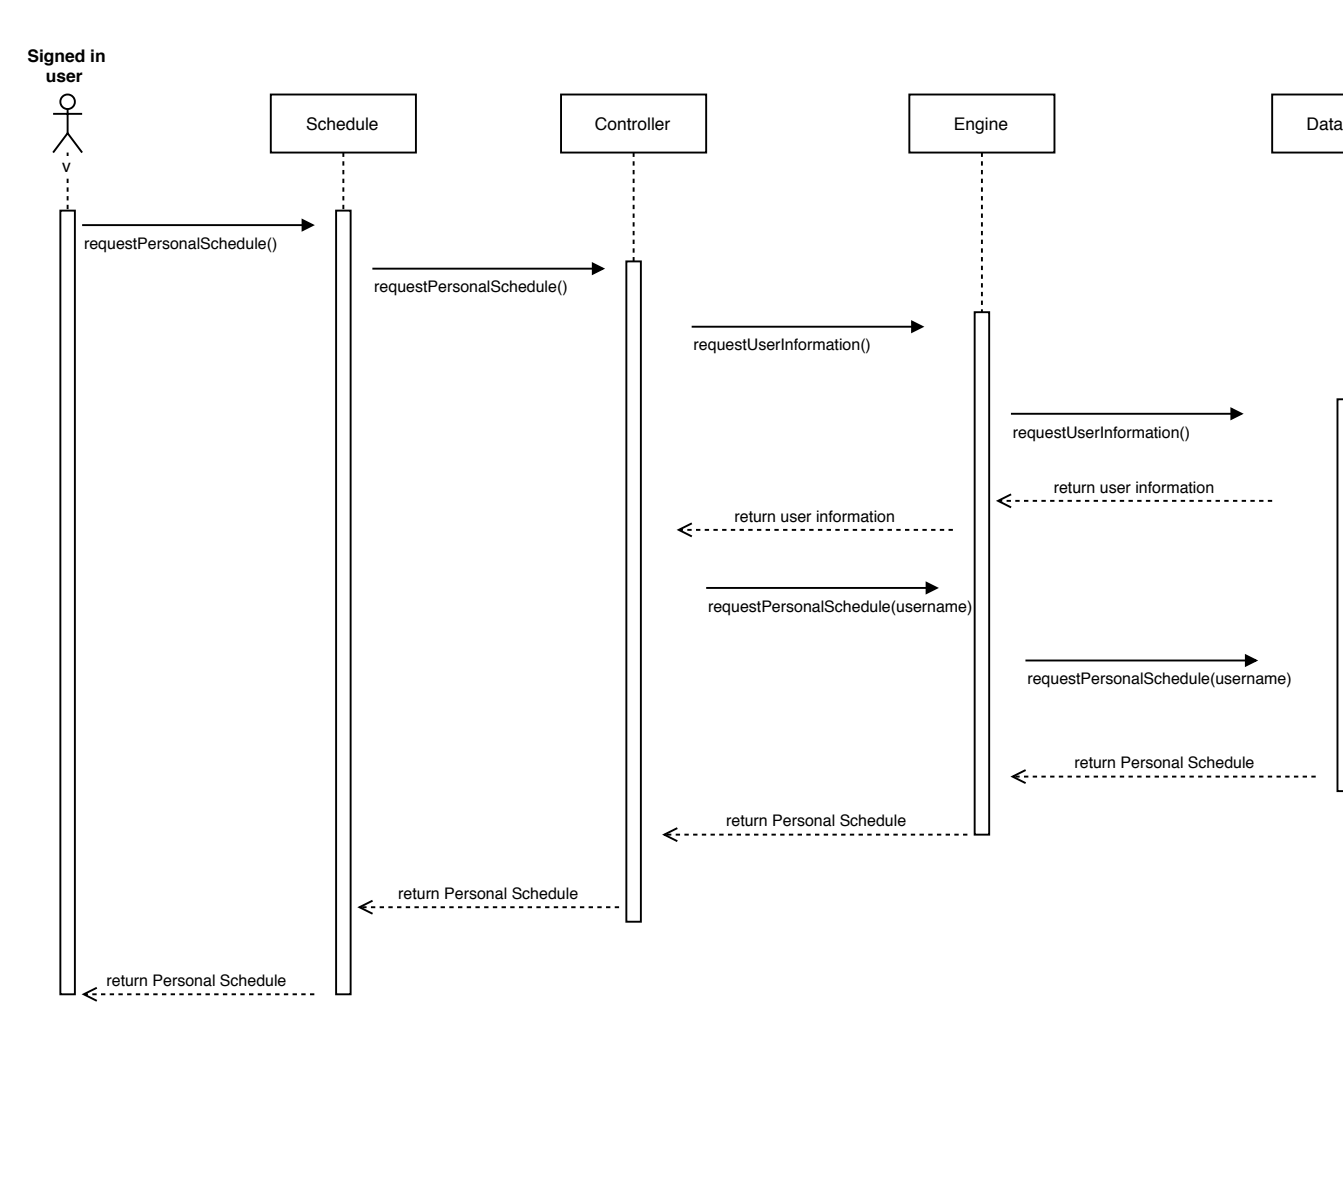 Signed in
user
v
Schedule
Controller
Engine
Data
requestPersonalSchedule()
requestPersonalSchedule()
requestUserInformation()
requestUserInformation()
return user information
return user information
requestPersonalSchedule(username)
requestPersonalSchedule(username)
return Personal Schedule
return Personal Schedule
return Personal Schedule
return Personal Schedule